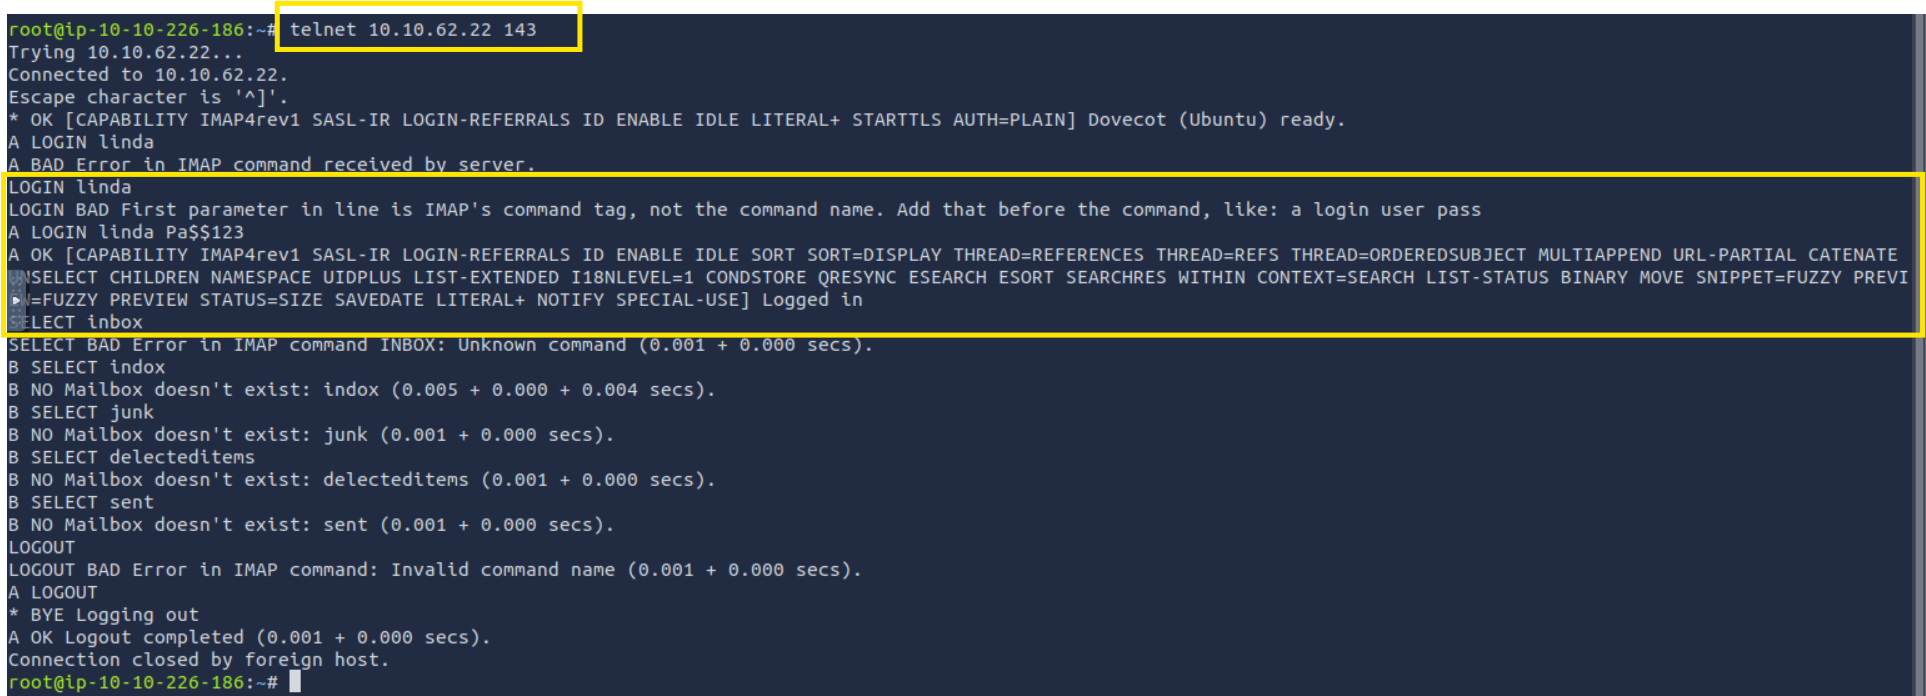 root@ip-10-10-226-186:~# telnet 10.10.62.22 143
Trying 10.10.62.22...
Connected to 10.10.62.22.
Escape character is '^]'.
* OK [CAPABILITY IMAP4rev1 SASL-IR LOGIN-REFERRALS ID ENABLE IDLE LITERAL+ STARTTLS AUTH=PLAIN] Dovecot (Ubuntu) ready.
A LOGIN linda
A BAD Error in IMAP command received by server.
LOGIN linda
LOGIN BAD First parameter in line is IMAP's command tag, not the command name. Add that before the command, like: a login user pass
A LOGIN linda Pa$$123
A OK [CAPABILITY IMAP4rev1 SASL-IR LOGIN-REFERRALS ID ENABLE IDLE SORT SORT=DISPLAY THREAD=REFERENCES THREAD=REFS THREAD=ORDEREDSUBJECT MULTIAPPEND URL-PARTIAL CATENATE
UNSELECT CHILDREN NAMESPACE UIDPLUS LIST-EXTENDED I18NLEVEL=1 CONDSTORE QRESYNC ESEARCH ESORT SEARCHRES WITHIN CONTEXT=SEARCH LIST-STATUS BINARY MOVE SNIPPET=FUZZY PREVI
W=FUZZY PREVIEW STATUS=SIZE SAVEDATE LITERAL+ NOTIFY SPECIAL-USE] Logged in
SELECT inbox
SELECT BAD Error in IMAP command INBOX: Unknown command (0.001 + 0.000 secs).
B SELECT indox
B NO Mailbox doesn't exist: indox (0.005 + 0.000 + 0.004 secs).
B SELECT junk
B NO Mailbox doesn't exist: junk (0.001 + 0.000 secs).
B SELECT delecteditems
B NO Mailbox doesn't exist: delecteditems (0.001 + 0.000 secs).
B SELECT sent
B NO Mailbox doesn't exist: sent (0.001 + 0.000 secs).
LOGOUT
LOGOUT BAD Error in IMAP command: Invalid command name (0.001 + 0.000 secs).
A LOGOUT
* BYE Logging out
A OK Logout completed (0.001 + 0.000 secs).
Connection closed by foreign host.
root@ip-10-10-226-186:~#